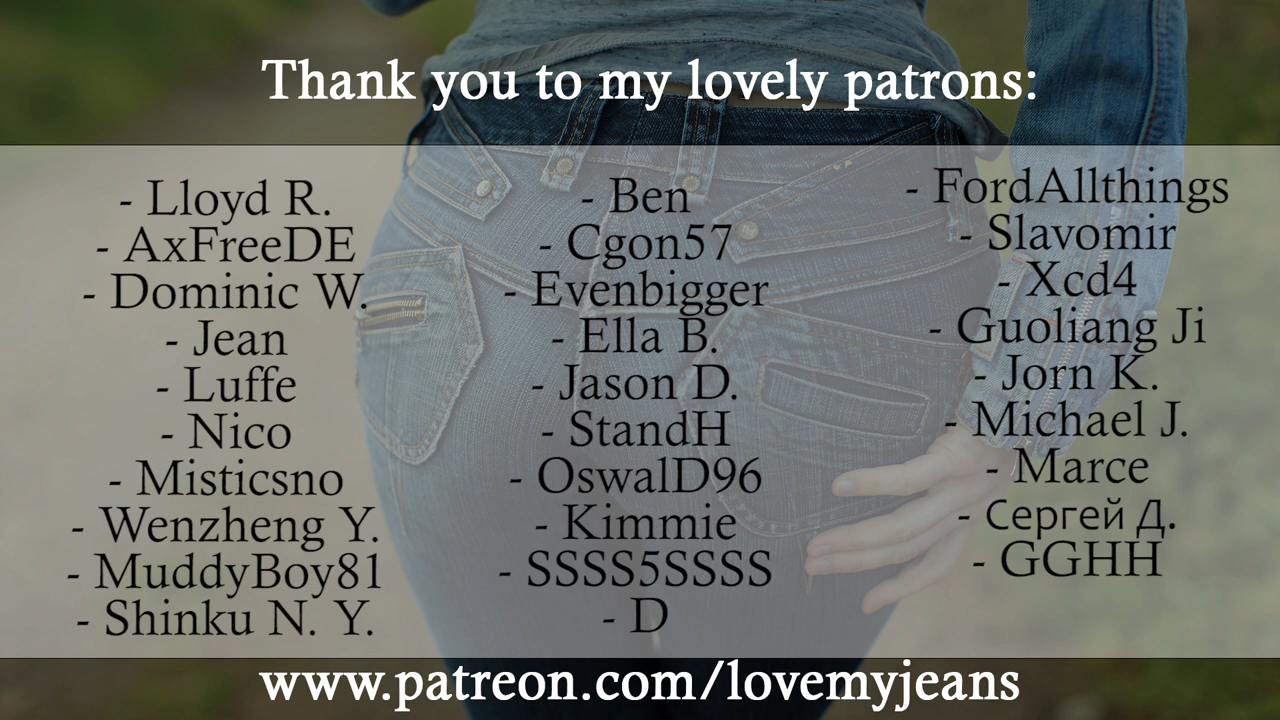 Thank you to my lovely patrons:
- Lloyd R.
- AxFreeDE
- Dominic W.
- Jean
- Luffe
- Nico
- Misticsno
- Wenzheng Y.
- MuddyBoy81
- Shinku N. Y.
- Ben
- Cgon57
- Evenbigger
- Ella B.
- Jason D.
- StandH
- OswalD96
- Kimmie
- SSSS5SSSS
- D
- FordAllthings
- Slavomir
- Xcd4
- Guoliang Ji
- Jorn K.
- Michael J.
- Marce
- Сергей Д.
- GGHH
www.patreon.com/lovemyjeans